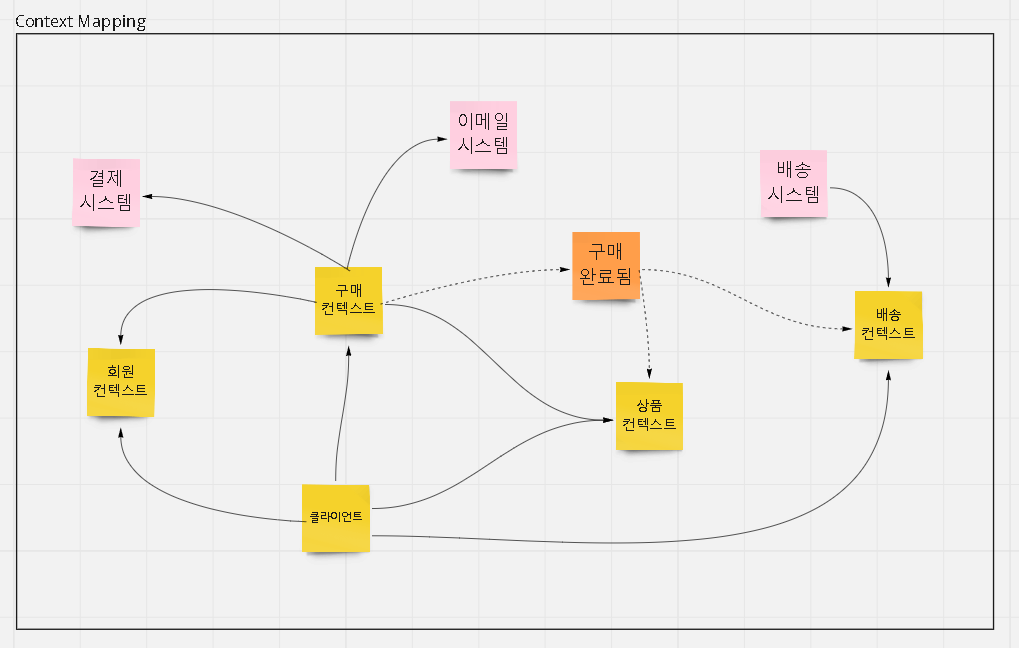 Context Mapping
이메일
시스템
결제
시스템
배송
시스템
구매
완료됨
구매
컨텍스트
배송
컨텍스트
회원
컨텍스트
상품
컨텍스트
클라이언트